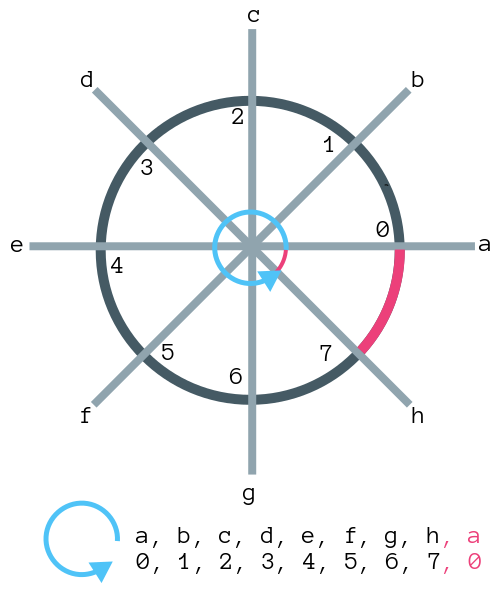 c
d
b
2
1
3
0
e
a
4
5
7
6
f
h
g
a, b, c, d, e, f, g, h, a
0, 1, 2, 3, 4, 5, 6, 7, 0